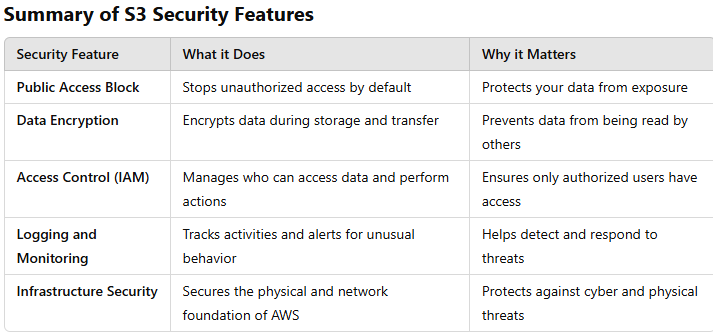 Summary of S3 Security Features
Security Feature What it Does Why it Matters
Public Access Block Stops unauthorized access by default Protects your data from exposure
Data Encryption Encrypts data during storage and transfer Prevents data from being read by
others
Access Control (IAM) Manages who can access data and perform Ensures only authorized users have
actions access
Logging and Tracks activities and alerts for unusual Helps detect and respond to
Monitoring behavior threats
Infrastructure Security Secures the physical and network Protects against cyber and physical
foundation of AWS threats